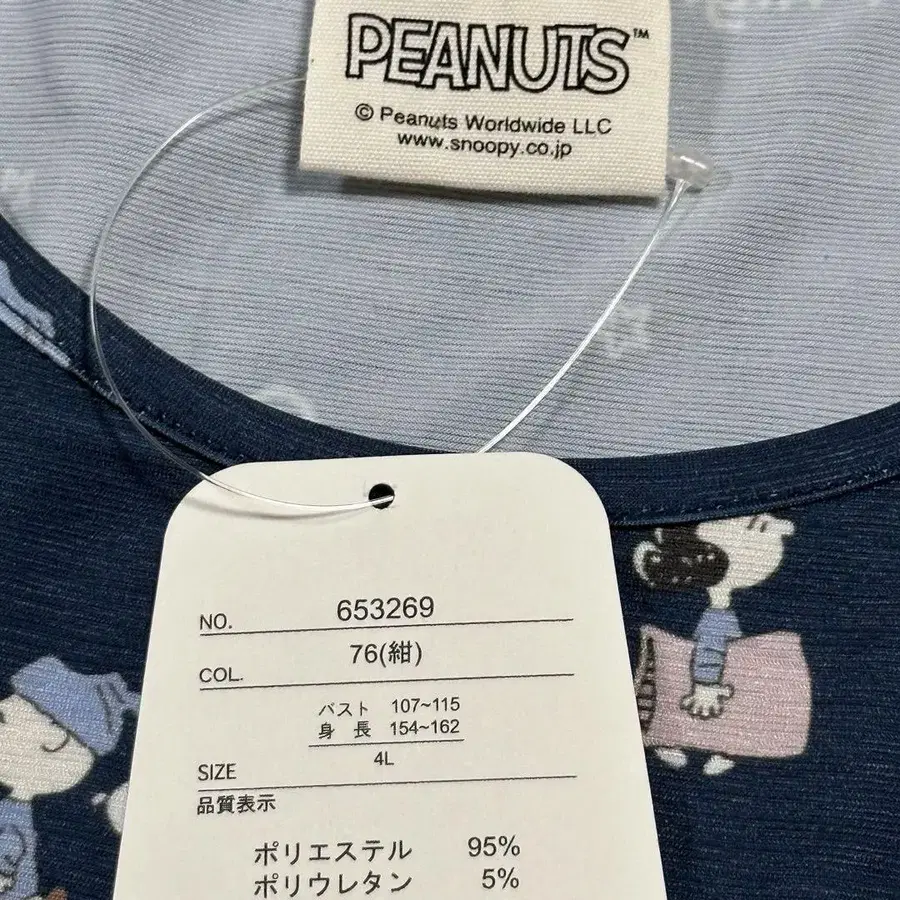 PEANUTS™
© Peanuts Worldwide LLC
www.snoopy.co.jp
NO. 653269
COL. 76(紺)
バスト 107~115
身 長 154~162
SIZE 4L
品質表示
ポリエステル 95%
ポリウレタン 5%